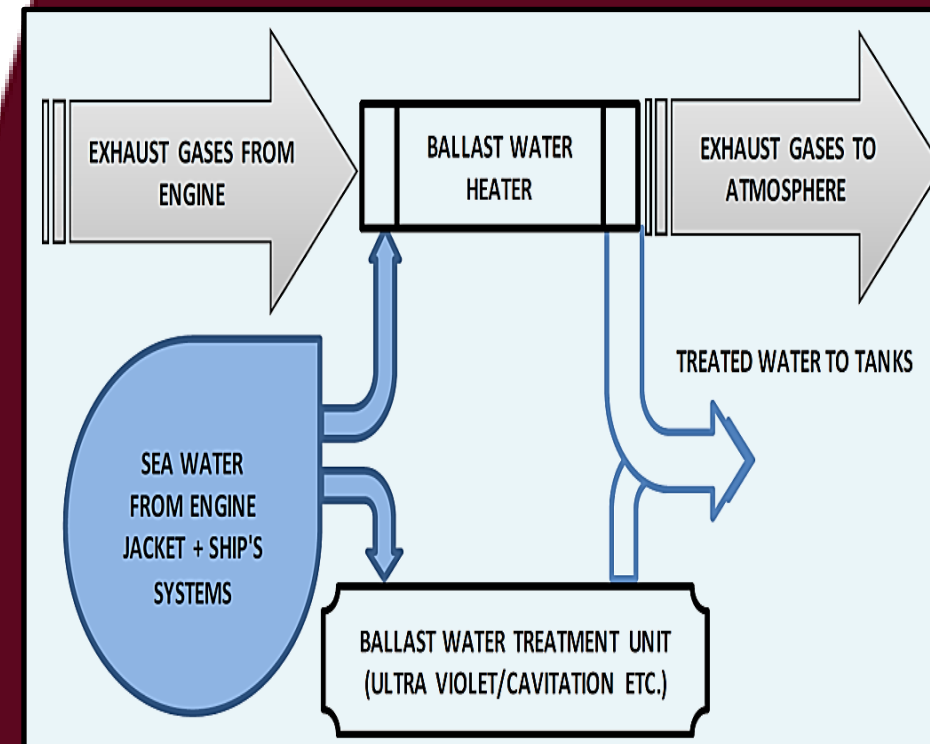 EXHAUST GASES FROM
ENGINE
BALLAST WATER
HEATER
EXHAUST GASES TO
ATMOSPHERE
TREATED WATER TO TANKS
SEA WATER
FROM ENGINE
JACKET + SHIP'S
SYSTEMS
BALLAST WATER TREATMENT UNIT
(ULTRA VIOLET/CAVITATION ETC.)